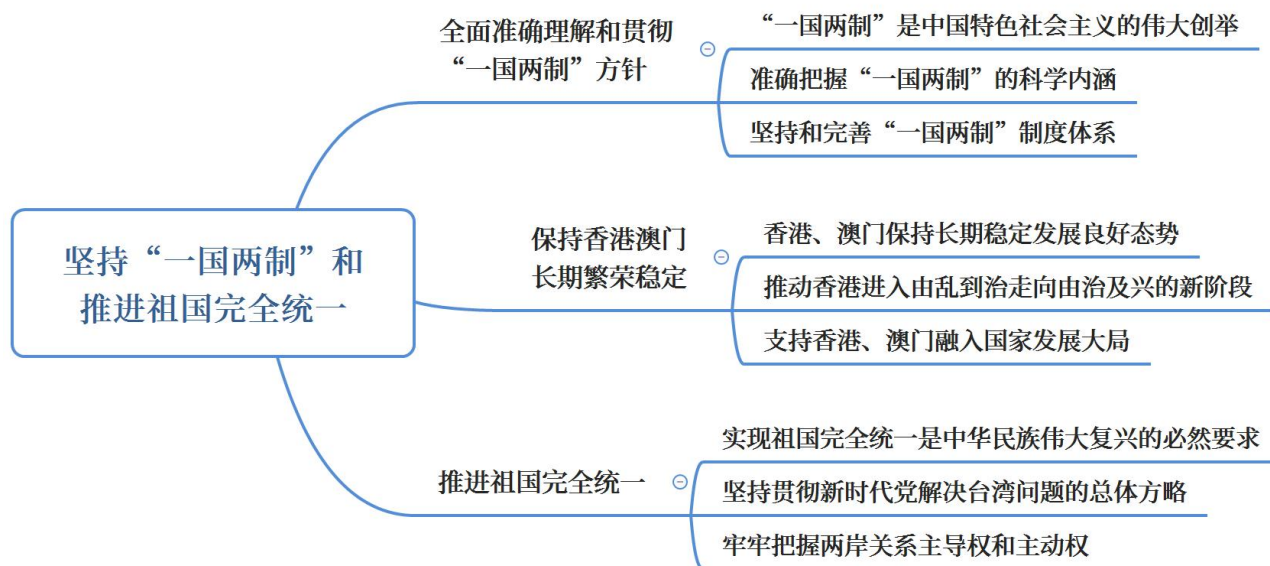 坚持“一国两制”和
推进祖国完全统一
全面准确理解和贯彻
“一国两制”方针
“一国两制”是中国特色社会主义的伟大创举
准确把握“一国两制”的科学内涵
坚持和完善“一国两制”制度体系
保持香港澳门
长期繁荣稳定
香港、澳门保持长期稳定发展良好态势
推动香港进入由乱到治走向由治及兴的新阶段
支持香港、澳门融入国家发展大局
推进祖国完全统一
实现祖国完全统一是中华民族伟大复兴的必然要求
坚持贯彻新时代党解决台湾问题的总体方略
牢牢把握两岸关系主导权和主动权